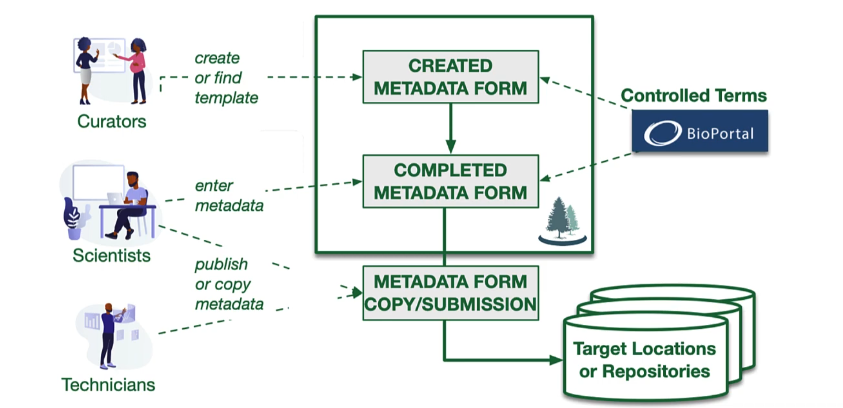 create
or find
template
Curators
CREATED
METADATA FORM
Controlled Terms
BioPortal
COMPLETED
METADATA FORM
enter
metadata
Scientists
publish
or copy
metadata
METADATA FORM
COPY/SUBMISSION
Technicians
Target Locations
or Repositories